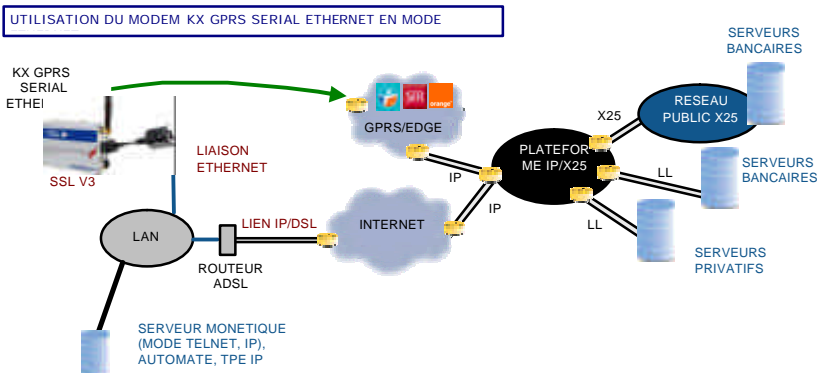 UTILISATION DU MODEM KX GPRS SERIAL ETHERNET EN MODE
SERVEURS
BANCAIRES
KX GPRS
SERIAL
SFR
orange
GPRS/EDGE
X25
RESEAU
PUBLIC X25
LIAISON
ETHERNET
SSL V3
PLATEFOR
ME IP/X25
IP
IP
LL
SERVEURS
BANCAIRES
LL
LAN
LIEN IP/DSL
INTERNET
ROUTEUR
ADSL
SERVEURS
PRIVATIFS
SERVEUR MONETIQUE
(MODE TELNET, IP),
AUTOMATE, TPE IP